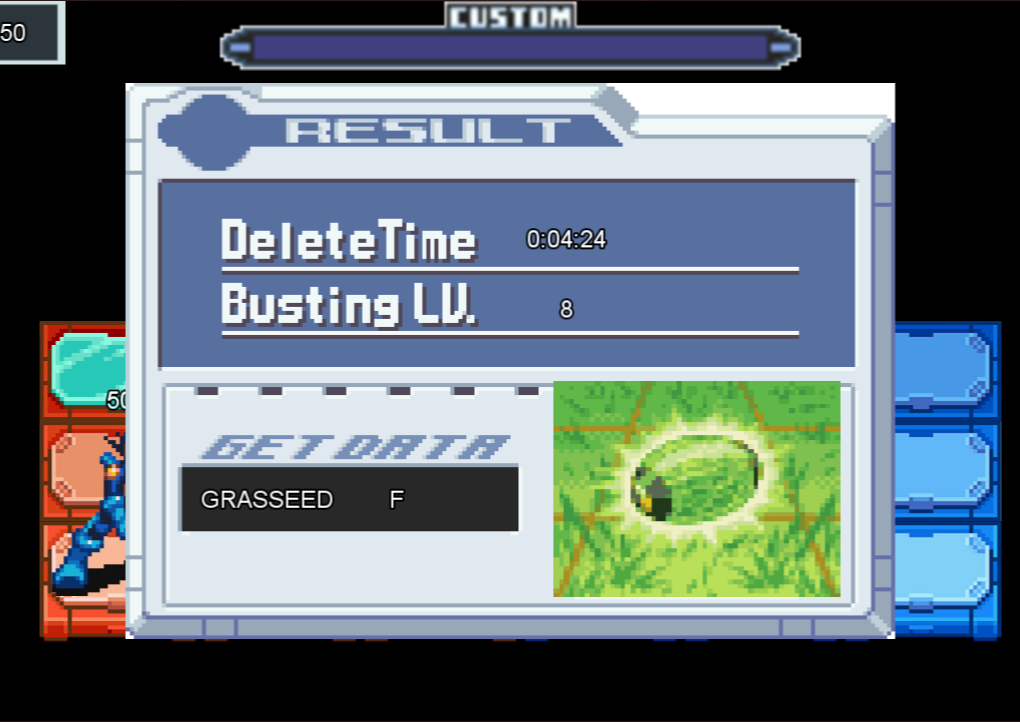 CUSTOM
50
RESULT
DeleteTime 0:04:24
Busting LV. 8
50
GET DATA
GRASSEED F